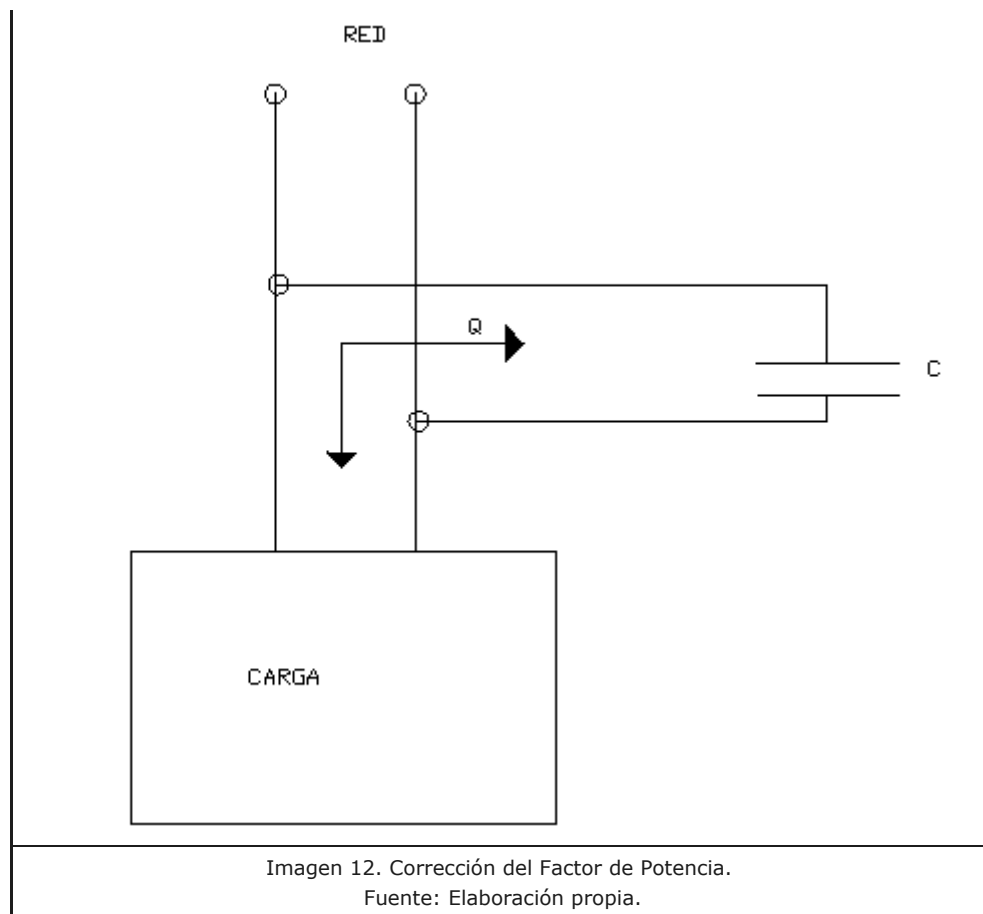 RED
Q
C
CARGA
Imagen 12. Corrección del Factor de Potencia.
Fuente: Elaboración propia.